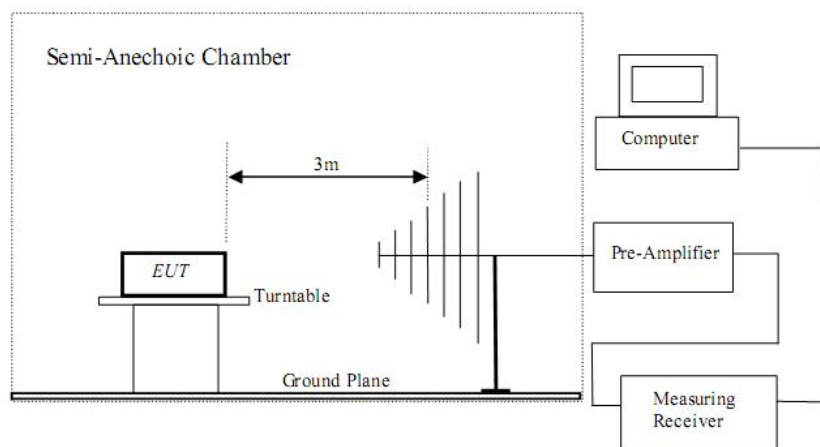 Semi-Anechoic Chamber
Computer
3m
EUT
Pre-Amplifier
Turntable
Ground Plane
Measuring
Receiver